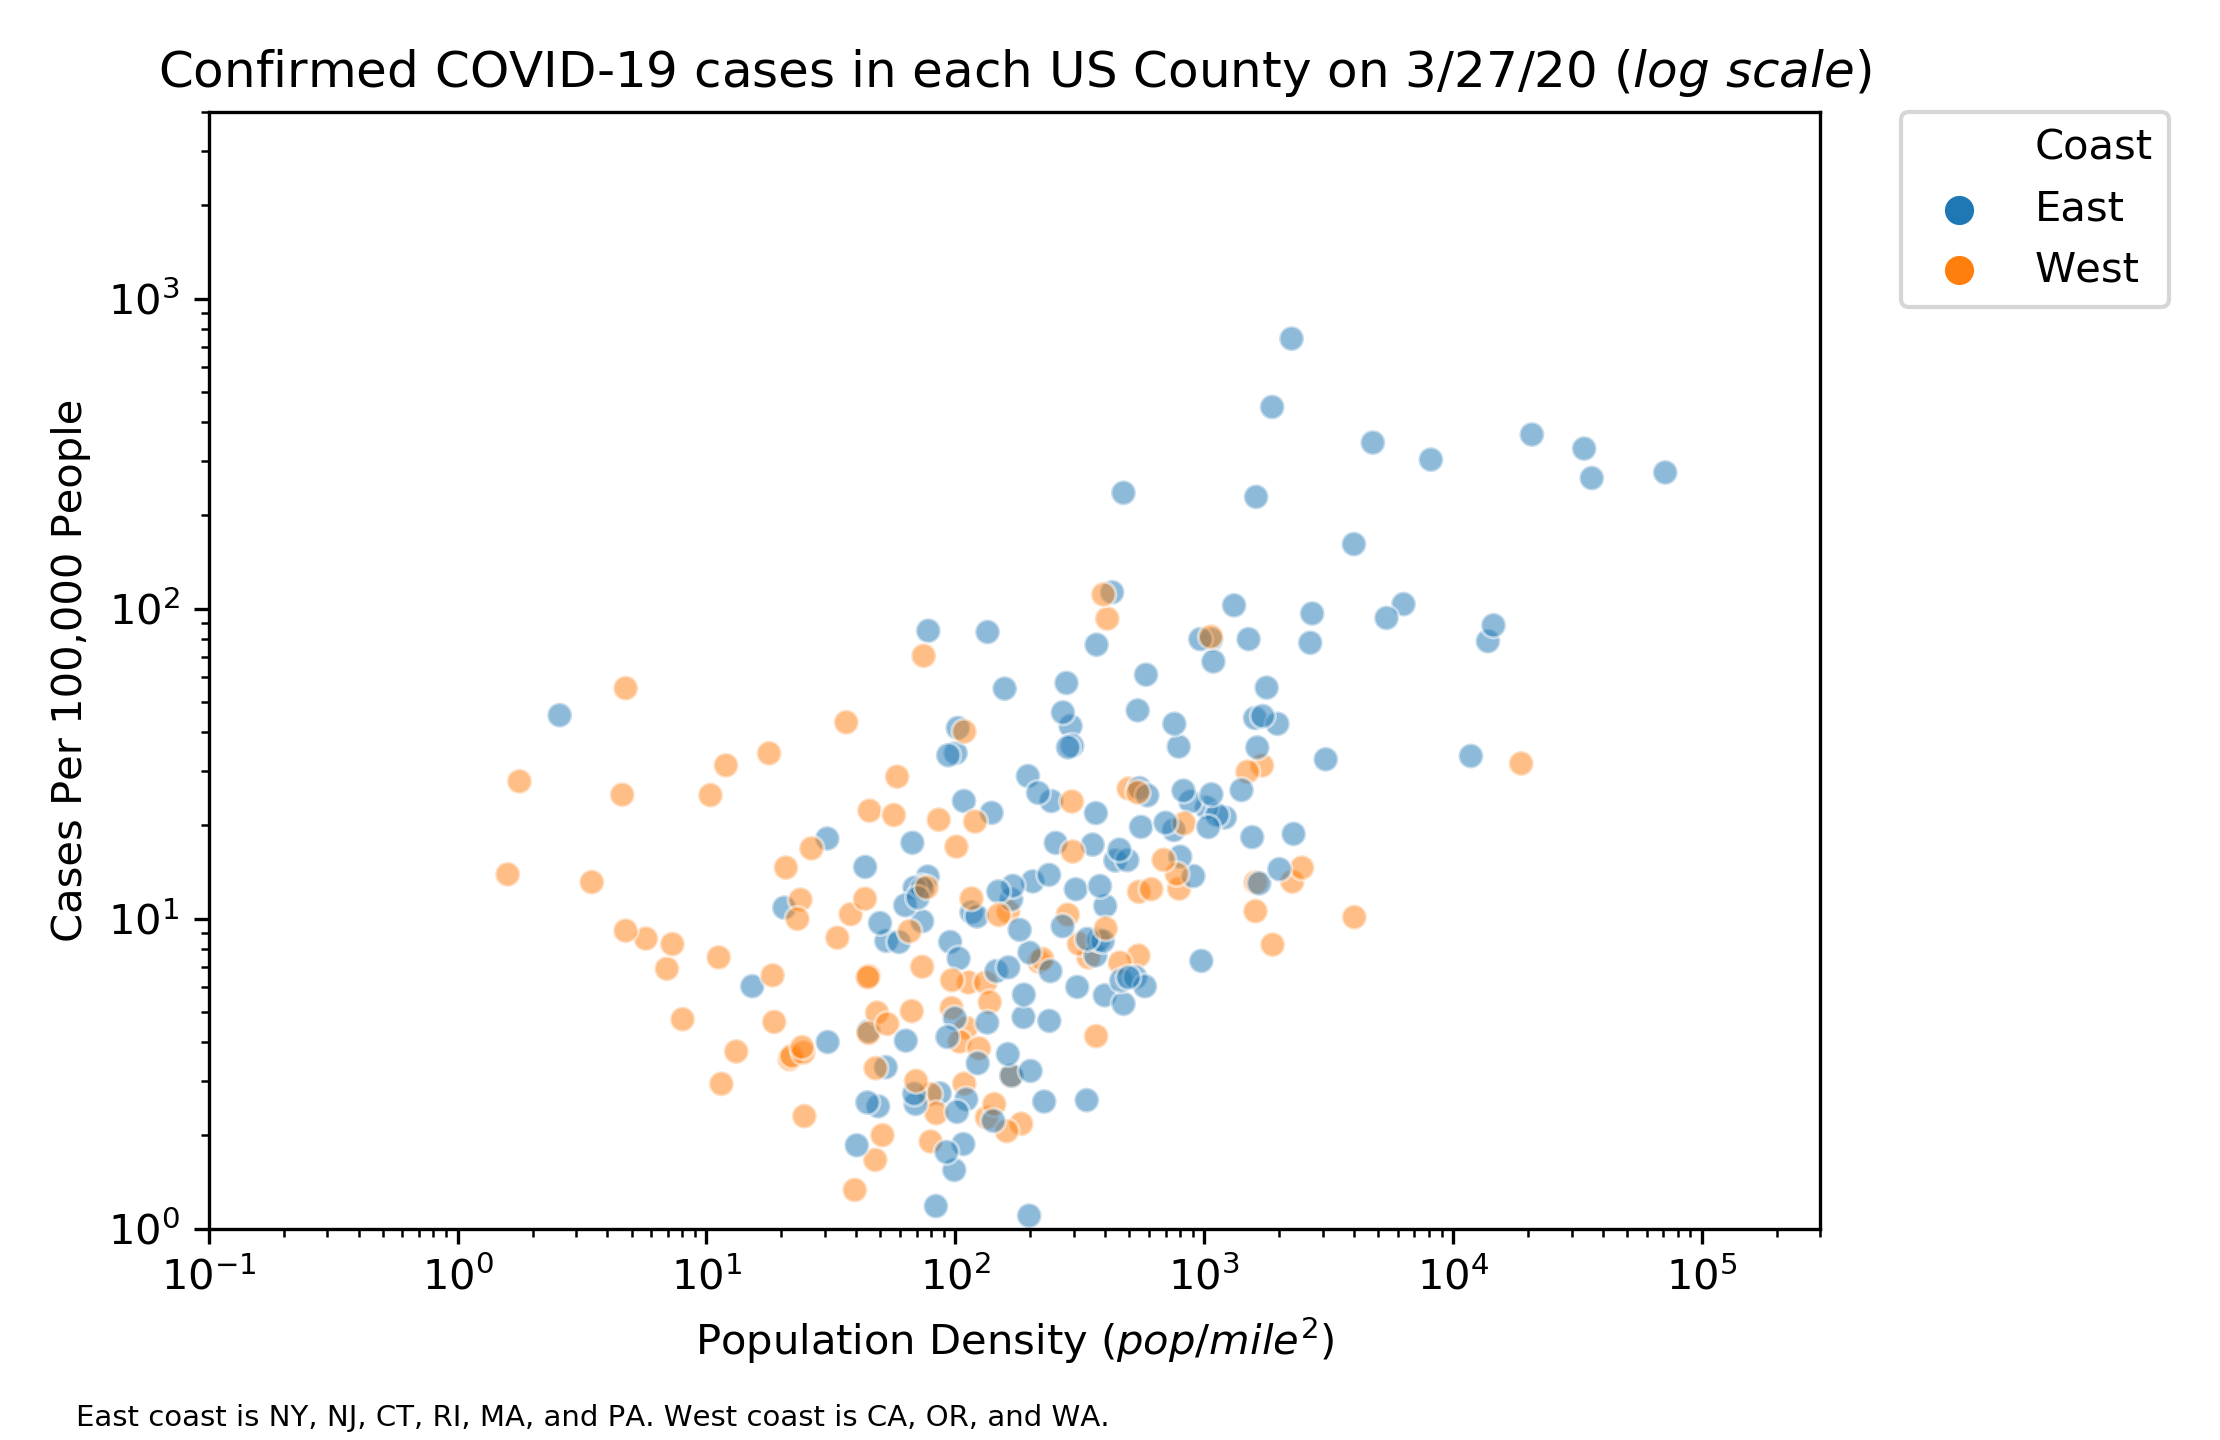 Confirmed COVID-19 cases in each US County on 3/27/20 (log scale)
Coast
East
West
Cases Per 100,000 People
10³
10²
10¹
10⁰
10⁻¹ 10⁰ 10¹ 10² 10³ 10⁴ 10⁵
Population Density (pop/mile²)
East coast is NY, NJ, CT, RI, MA, and PA. West coast is CA, OR, and WA.